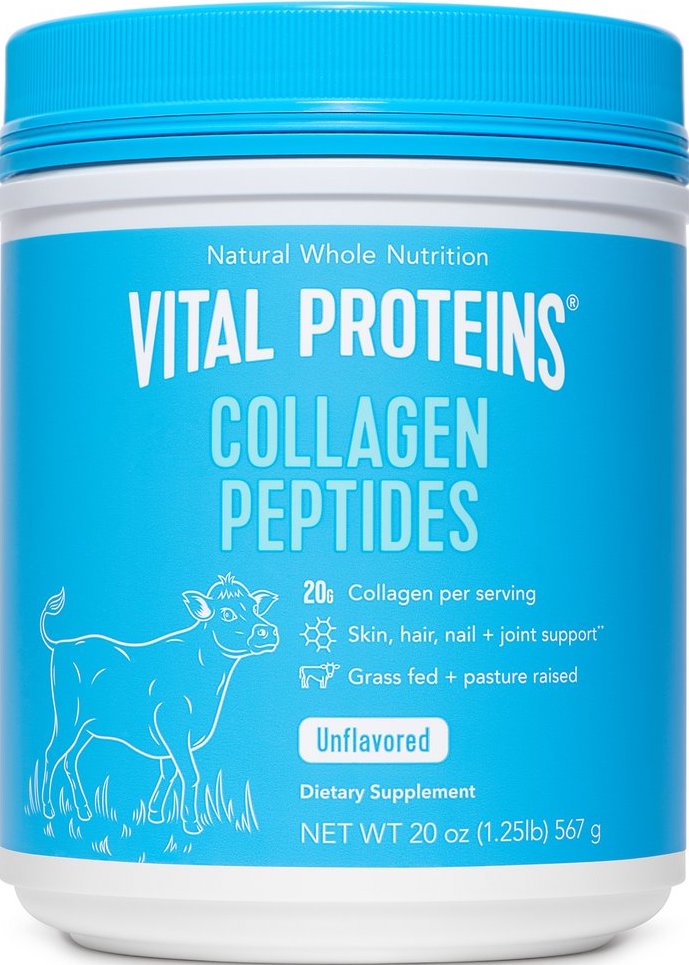 Natural Whole Nutrition
VITAL PROTEINS®
COLLAGEN
PEPTIDES
20G Collagen per serving
Skin, hair, nail + joint support**
Grass fed + pasture raised
Unflavored
Dietary Supplement
NET WT 20 oz (1.25lb) 567 g